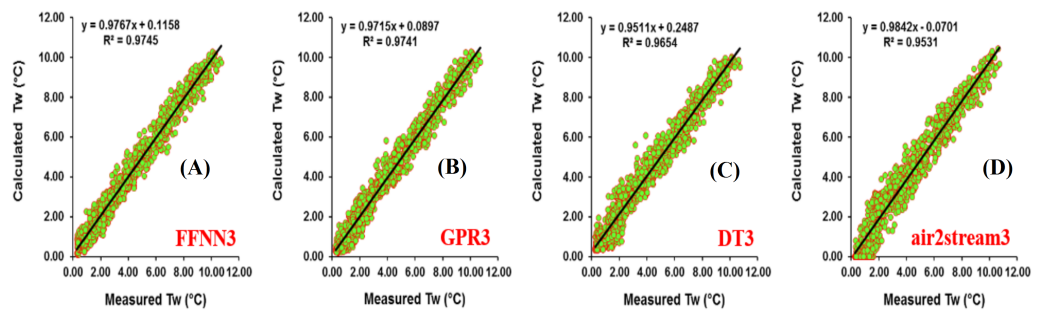 y = 0.9767x + 0.1158
R² = 0.9745
12.00
10.00
8.00
6.00
4.00
2.00
0.00
Calculated Tw (°C)
(A)
FFNN3
0.00 2.00 4.00 6.00 8.00 10.00 12.00
Measured Tw (°C)
y = 0.9715x + 0.0897
R² = 0.9741
12.00
10.00
8.00
6.00
4.00
2.00
0.00
Calculated Tw (°C)
(B)
GPR3
0.00 2.00 4.00 6.00 8.00 10.00 12.00
Measured Tw (°C)
y = 0.9511x + 0.2487
R² = 0.9654
12.00
10.00
8.00
6.00
4.00
2.00
0.00
Calculated Tw (°C)
(C)
DT3
0.00 2.00 4.00 6.00 8.00 10.00 12.00
Measured Tw (°C)
y = 0.9842x - 0.0701
R² = 0.9531
12.00
10.00
8.00
6.00
4.00
2.00
0.00
Calculated Tw (°C)
(D)
air2stream3
0.00 2.00 4.00 6.00 8.00 10.00 12.00
Measured Tw (°C)